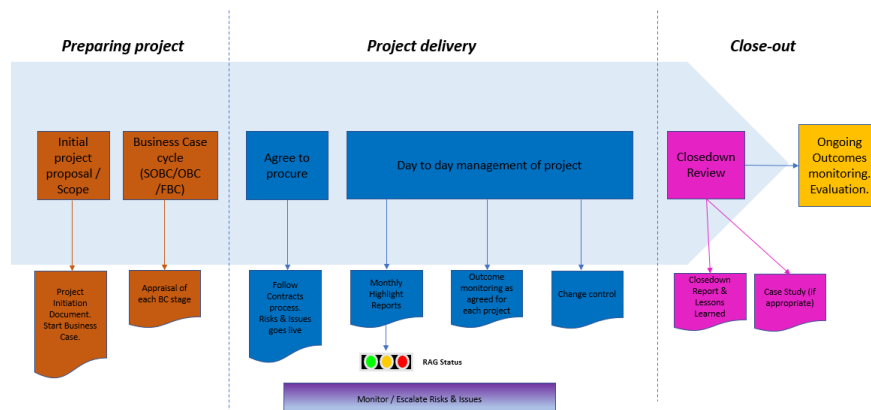 Preparing project
Project delivery
Close-out
Initial
project
proposal /
Scope
Business Case
cycle
(SOBC/OBC
/FBC)
Agree to
procure
Day to day management of project
Closedown
Review
Ongoing
Outcomes
monitoring.
Evaluation.
Project
Initiation
Document.
Start Business
Case.
Appraisal of
each BC stage
Follow
Contracts
process.
Risks & Issues
goes live
Monthly
Highlight
Reports
Outcome
monitoring as
agreed for
each project
Change control
Closedown
Report &
Lessons
Learned
Case Study (if
appropriate)
RAG Status
Monitor / Escalate Risks & Issues